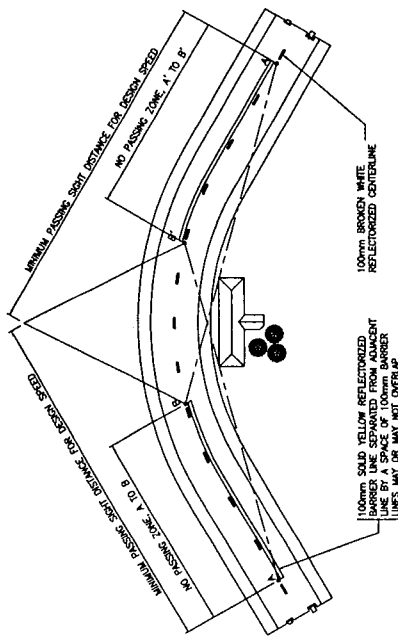 MINIMUM PASSING SIGHT DISTANCE FOR DESIGN SPEED
NO PASSING ZONE, A' TO B'
A'
B'
MINIMUM PASSING SIGHT DISTANCE FOR DESIGN SPEED
NO PASSING ZONE, A TO B
B
A
100mm BROKEN WHITE
REFLECTORIZED CENTERLINE
100mm SOLID YELLOW REFLECTORIZED
BARRIER LINE SEPARATED FROM ADJACENT
LINE BY A SPACE OF 100mm BARRIER
LINES MAY OR MAY NOT OVERLAP